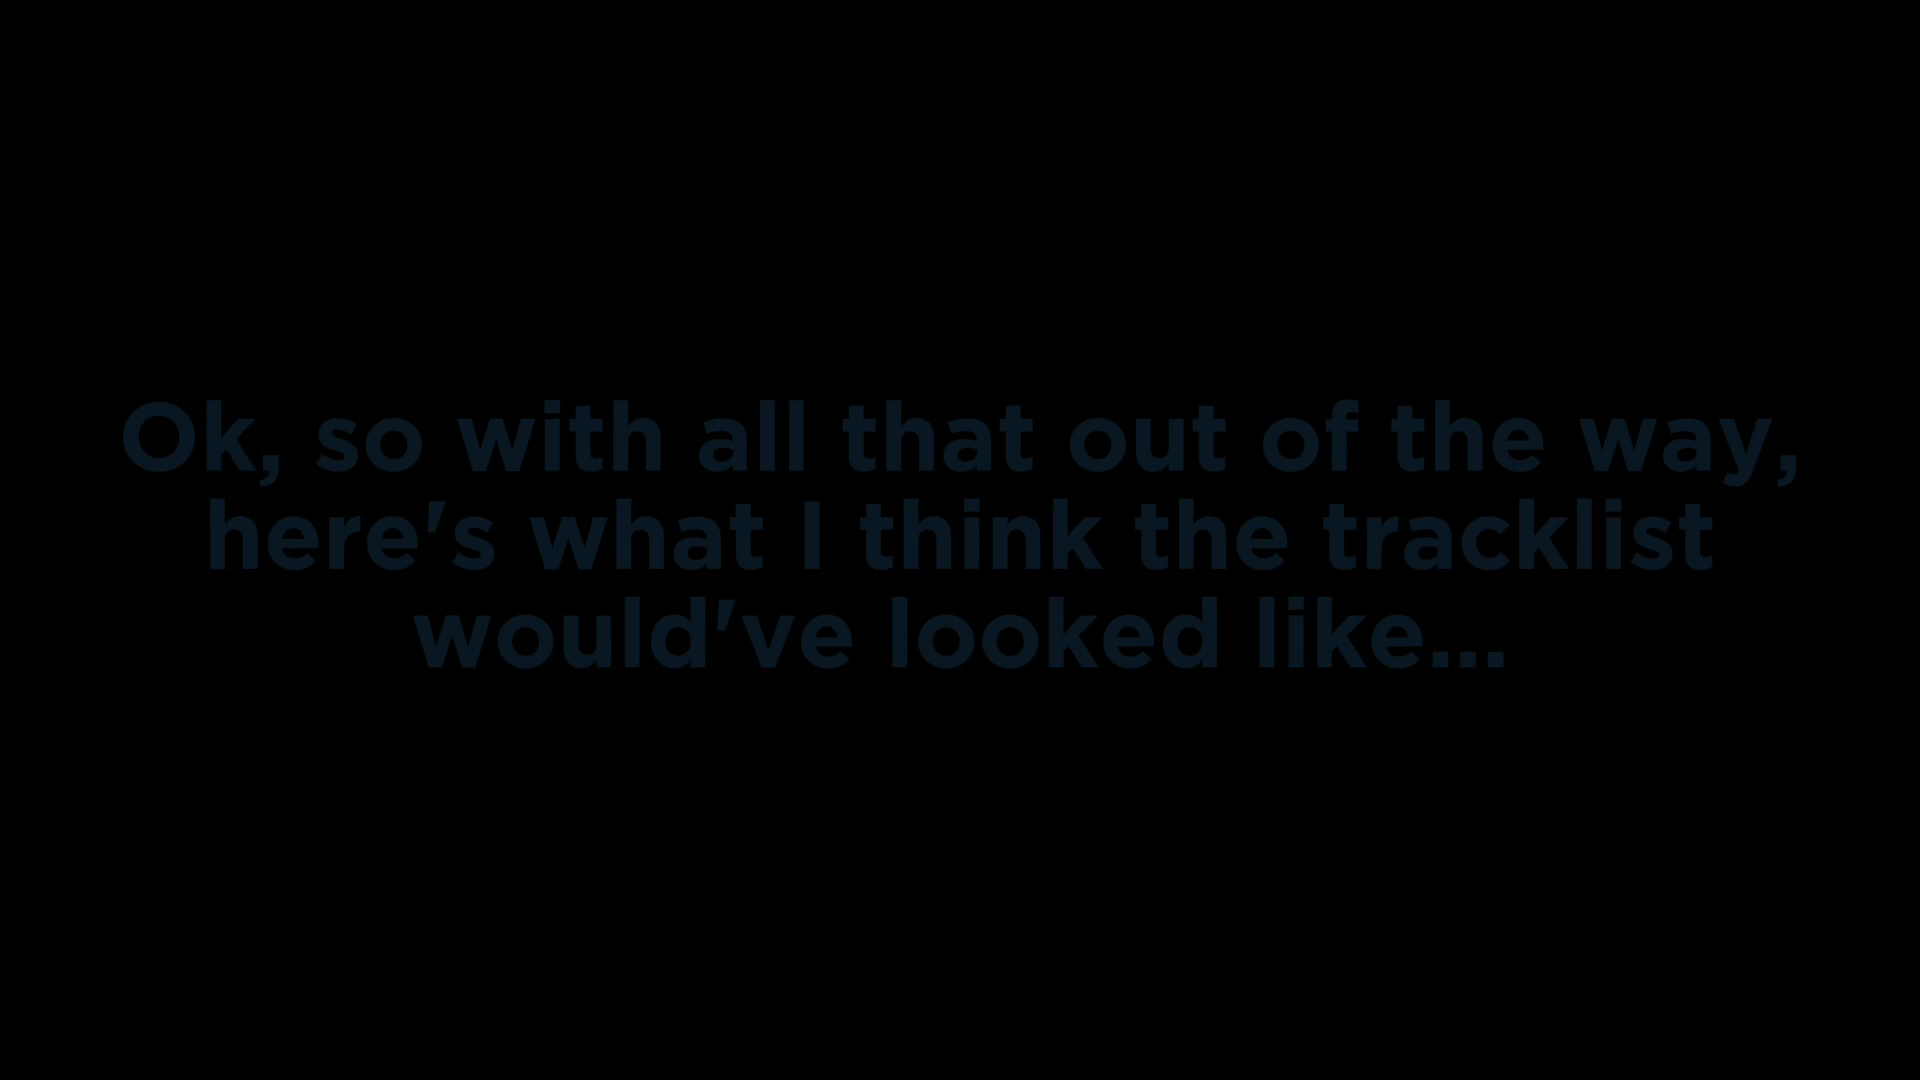 Ok, so with all that out of the way,
here's what I think the tracklist
would've looked like...